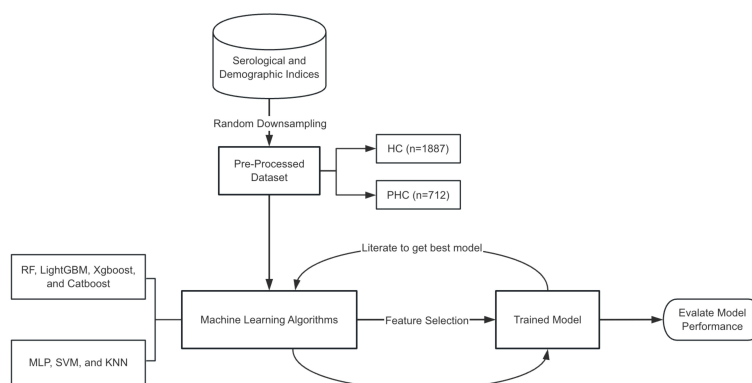 Serological and
Demographic Indices
Random Downsampling
Pre-Processed
Dataset
HC (n=1887)
PHC (n=712)
Literate to get best model
RF, LightGBM, Xgboost,
and Catboost
Machine Learning Algorithms
Feature Selection
Trained Model
Evalate Model
Performance
MLP, SVM, and KNN